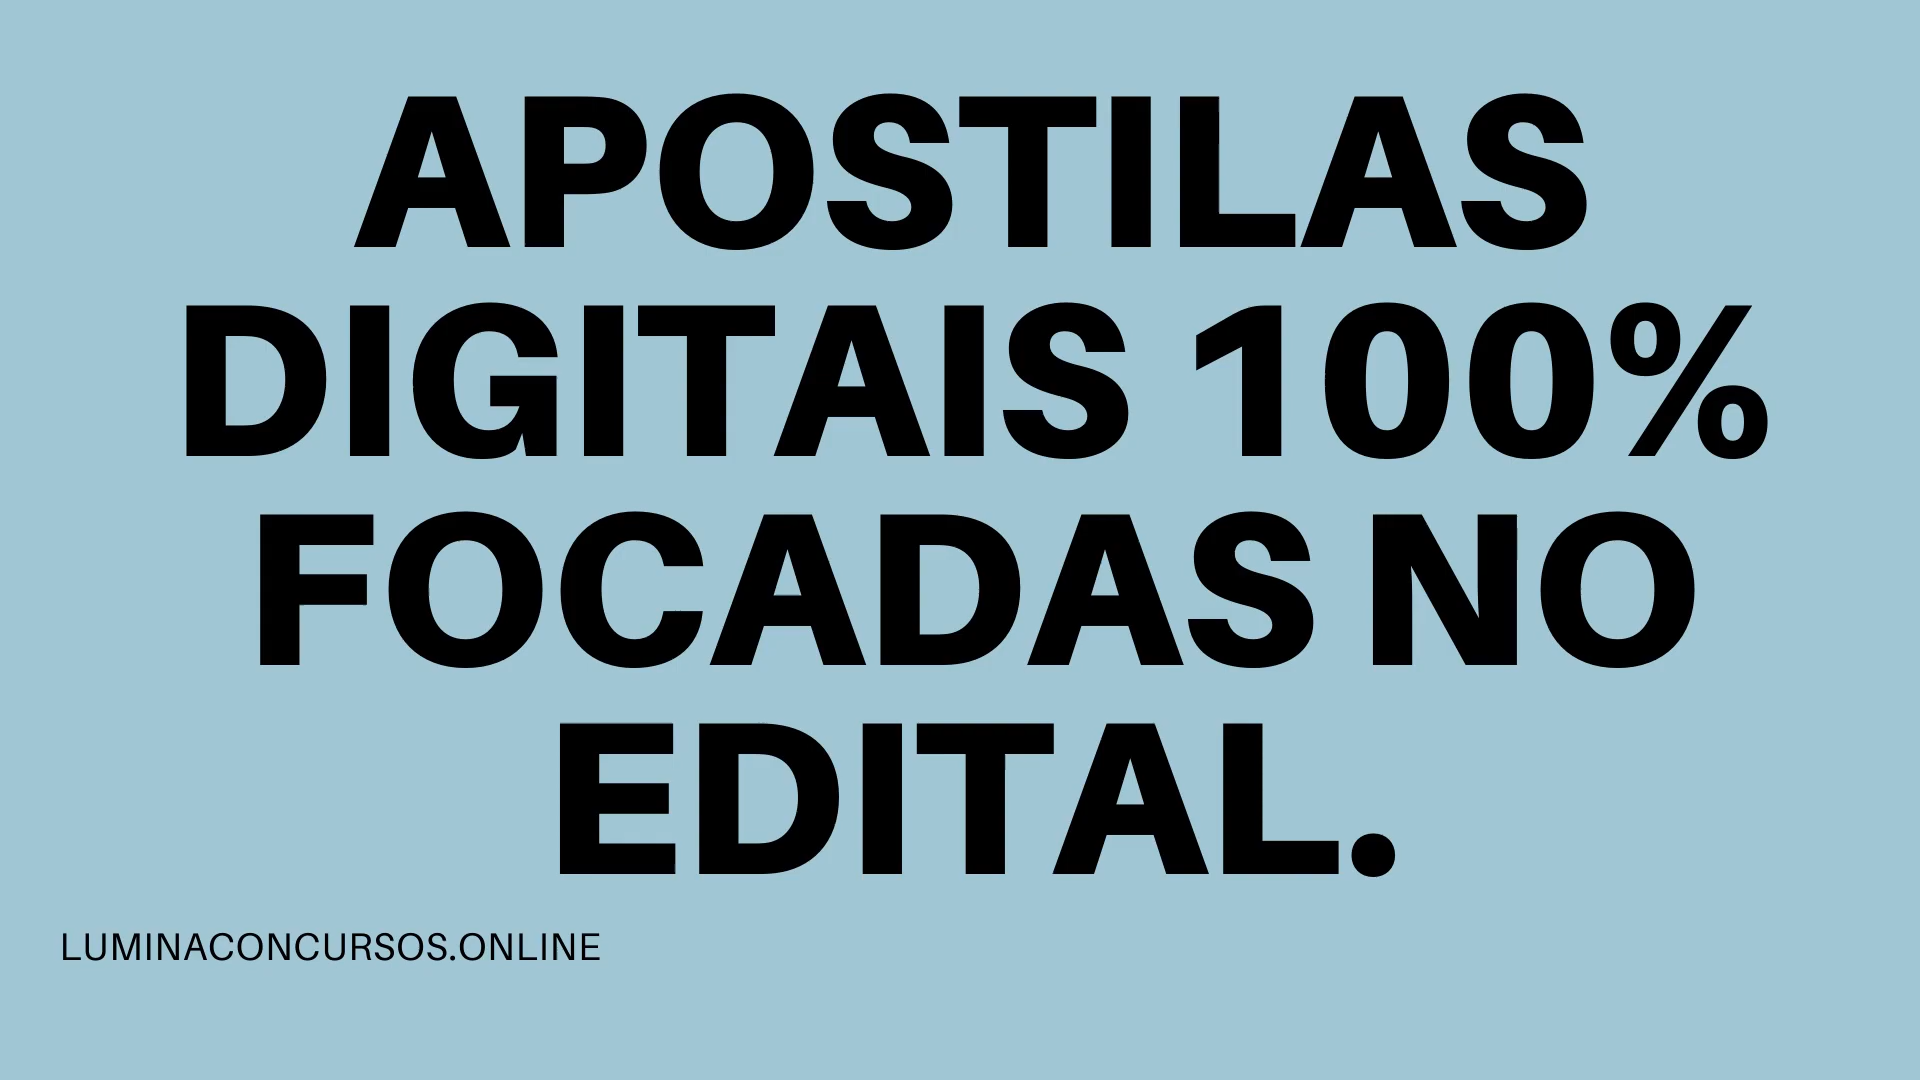 APOSTILAS
DIGITAIS 100%
FOCADAS NO
EDITAL.
LUMINACONCURSOS.ONLINE